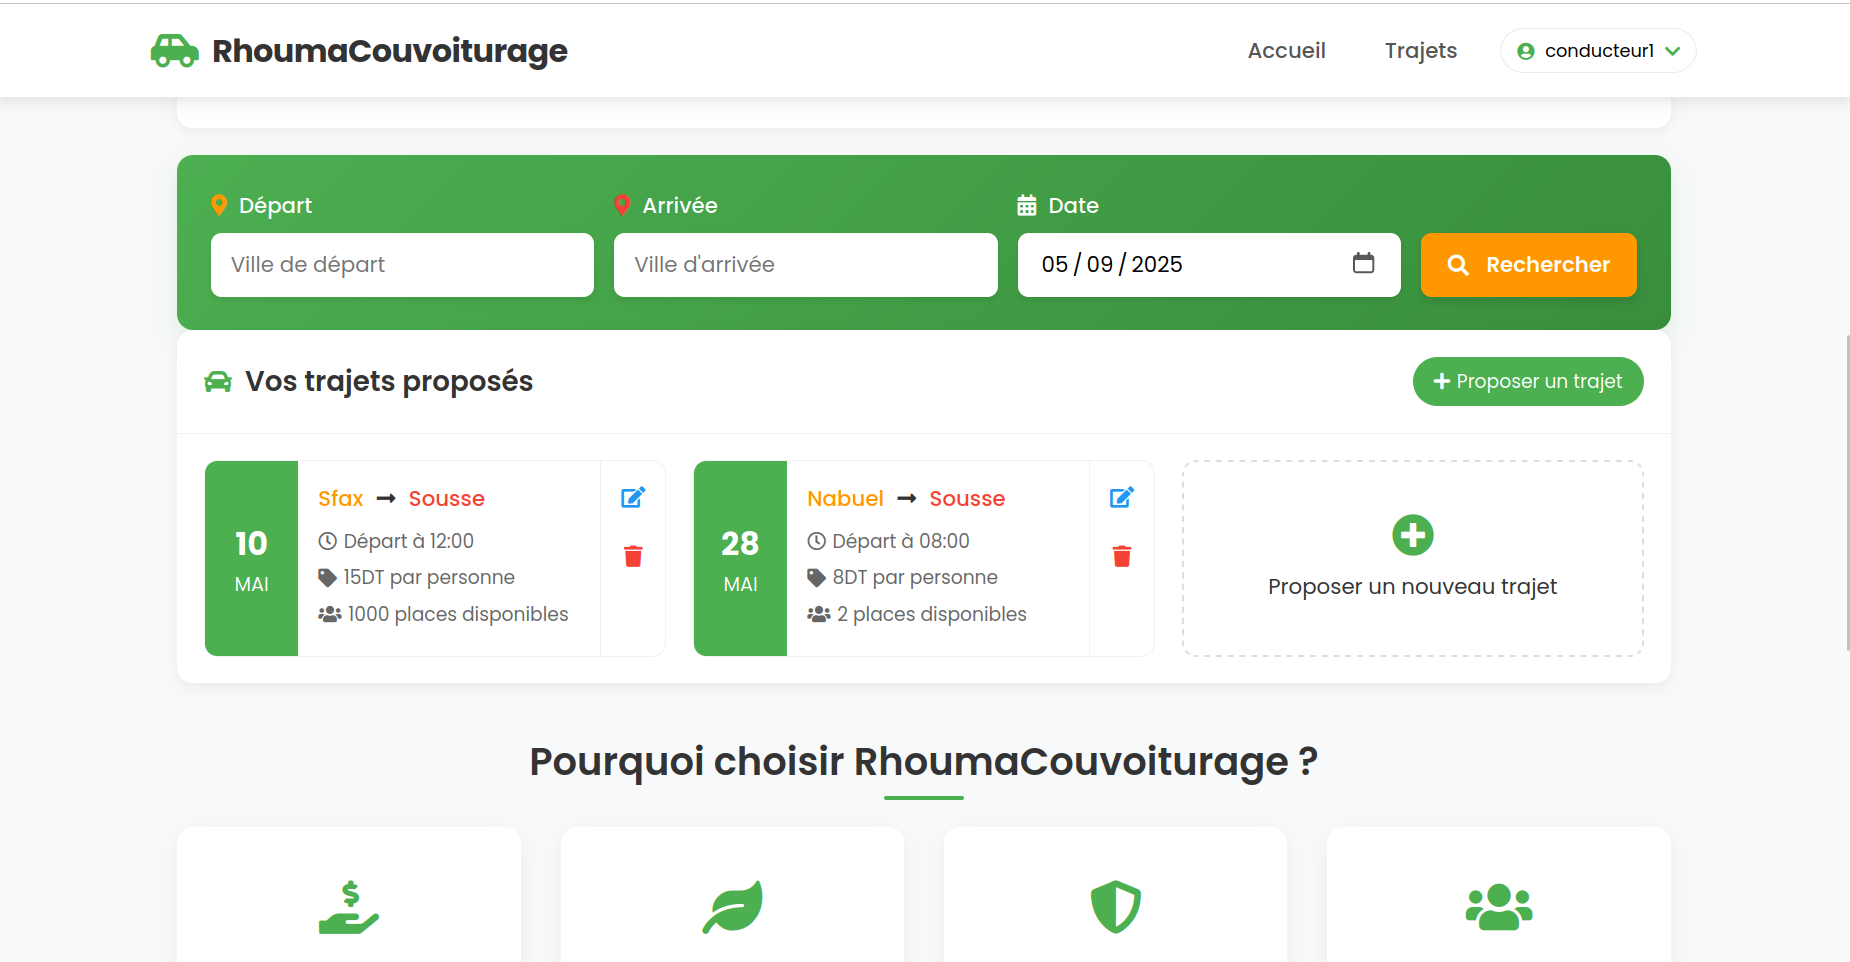 RhoumaCouvoiturage
Accueil
Trajets
conducteur1
Départ
Arrivée
Date
Ville de départ
Ville d'arrivée
05 / 09 / 2025
Rechercher
Vos trajets proposés
Proposer un trajet
10
MAI
Sfax → Sousse
Départ à 12:00
15DT par personne
1000 places disponibles
28
MAI
Nabuel → Sousse
Départ à 08:00
8DT par personne
2 places disponibles
Proposer un nouveau trajet
Pourquoi choisir RhoumaCouvoiturage ?